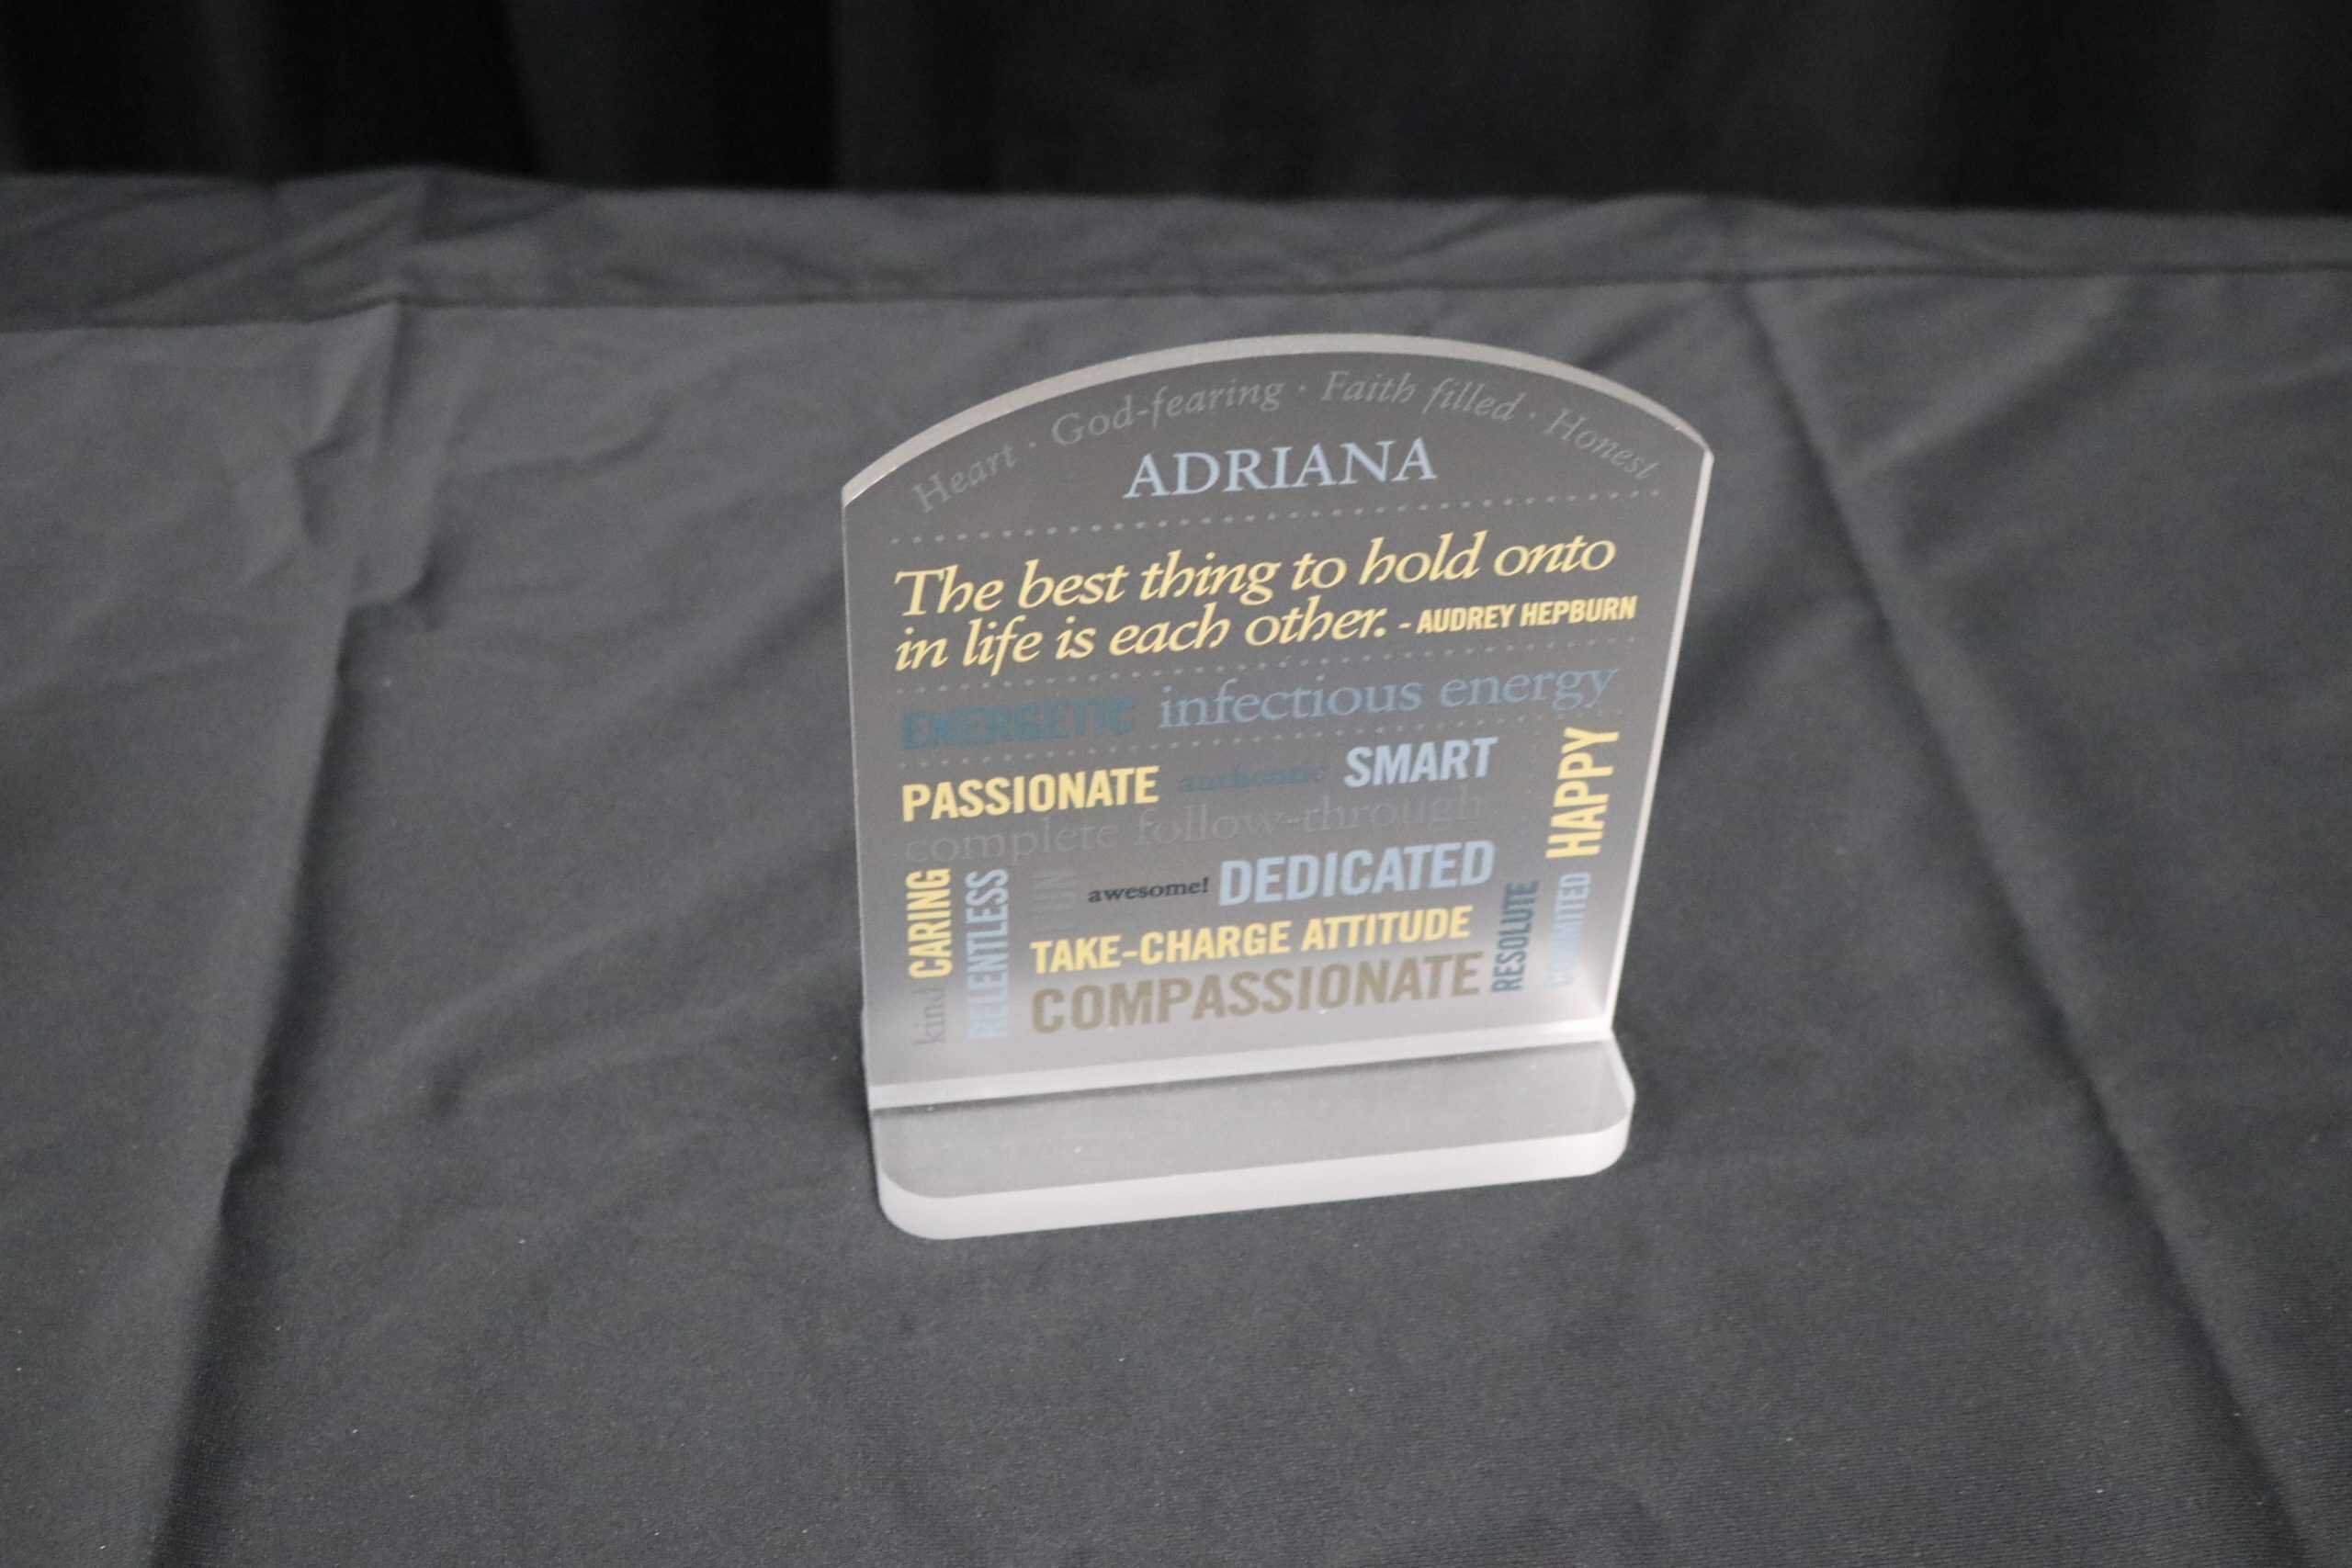 Heart · God-fearing · Faith filled · Honest
ADRIANA
The best thing to hold onto
in life is each other. - AUDREY HEPBURN
ENERGETIC infectious energy
PASSIONATE authentic SMART
HAPPY
complete follow-through
CARING
RELENTLESS
FUN
awesome! DEDICATED
TAKE-CHARGE ATTITUDE
COMPASSIONATE
RESOLUTE
COMMITED
kind